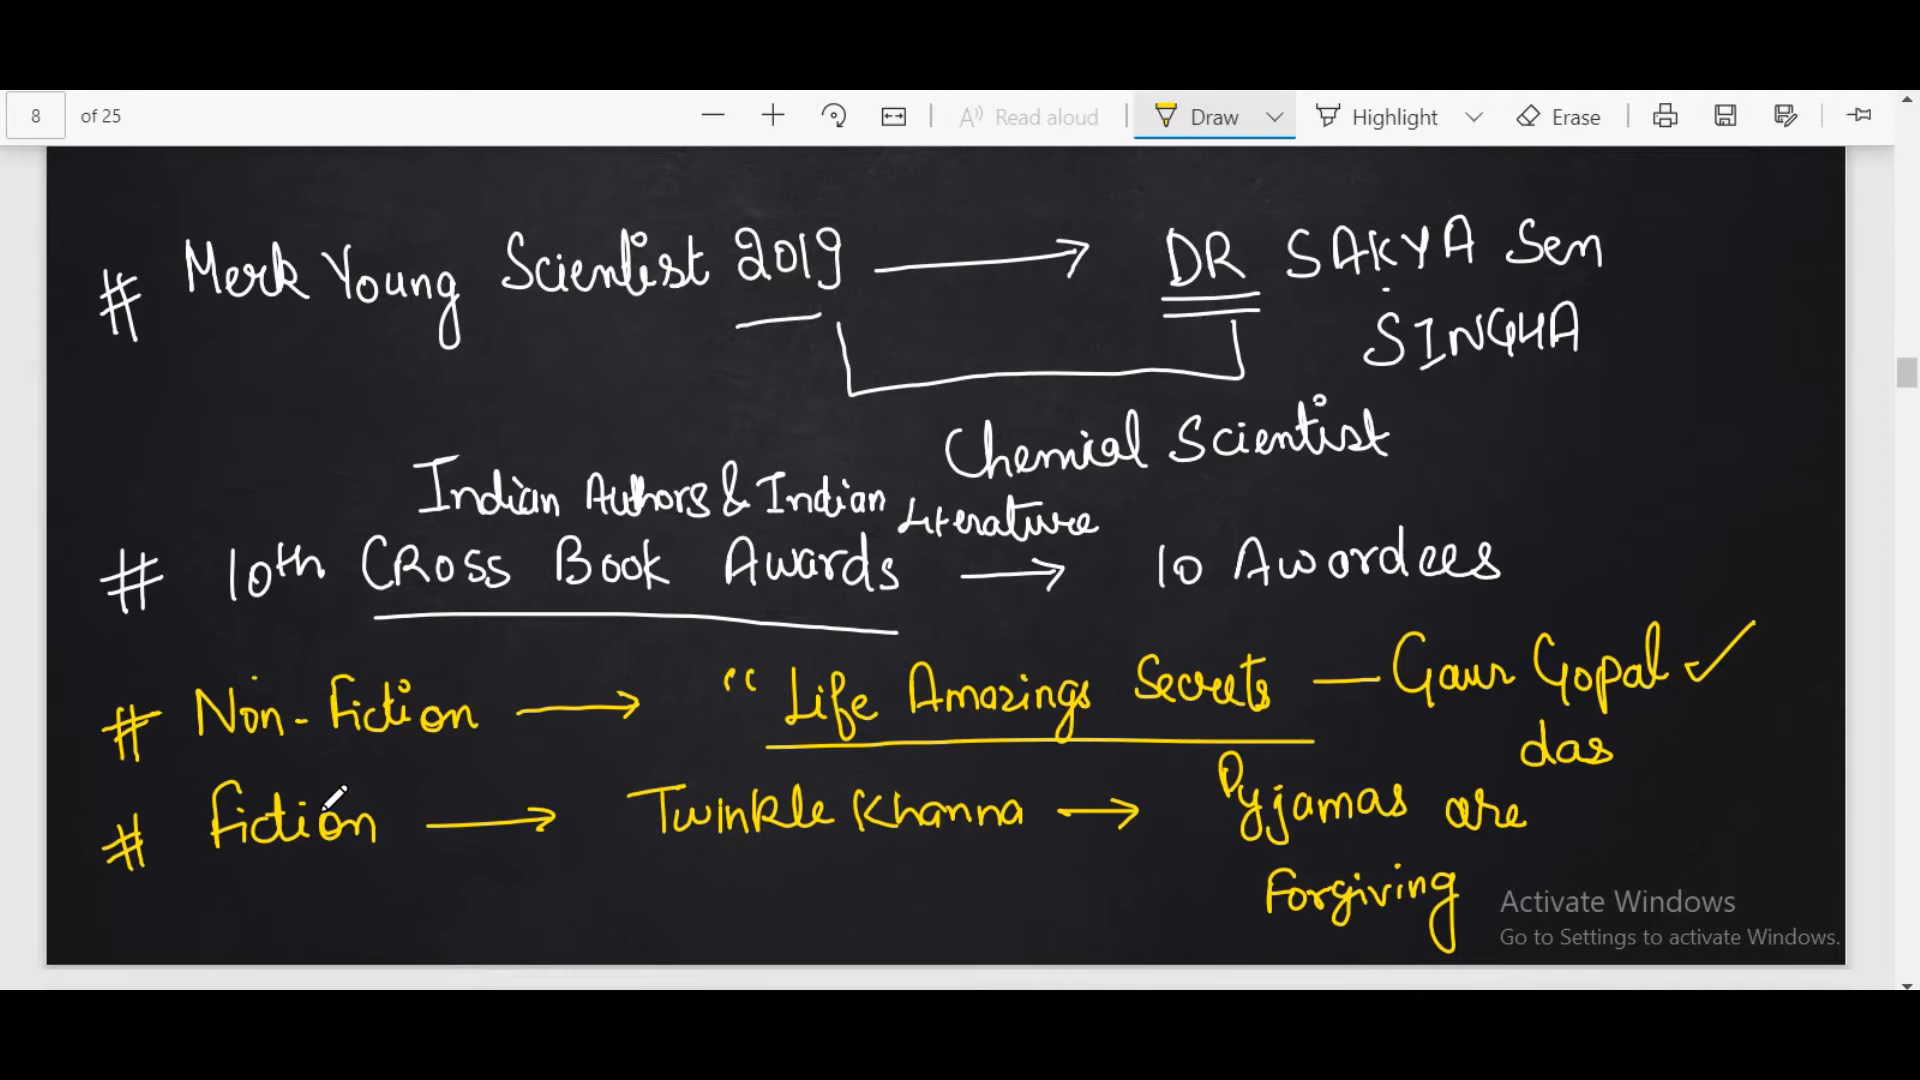 8 of 25 Read aloud Draw Highlight Erase
# Merk Young Scientist 2019 → DR SAKYA Sen
SINGHA
Chemial Scientist
Indian Authors & Indian Literature
# 10th CROSS Book Awards → 10 Awordees
# Non-Fiction → “ Life Amazings Secrets — Gaur Gopal ✓
das
# Fiction → Twinkle Khanna → Pyjamas are
Forgiving
Activate Windows
Go to Settings to activate Windows.